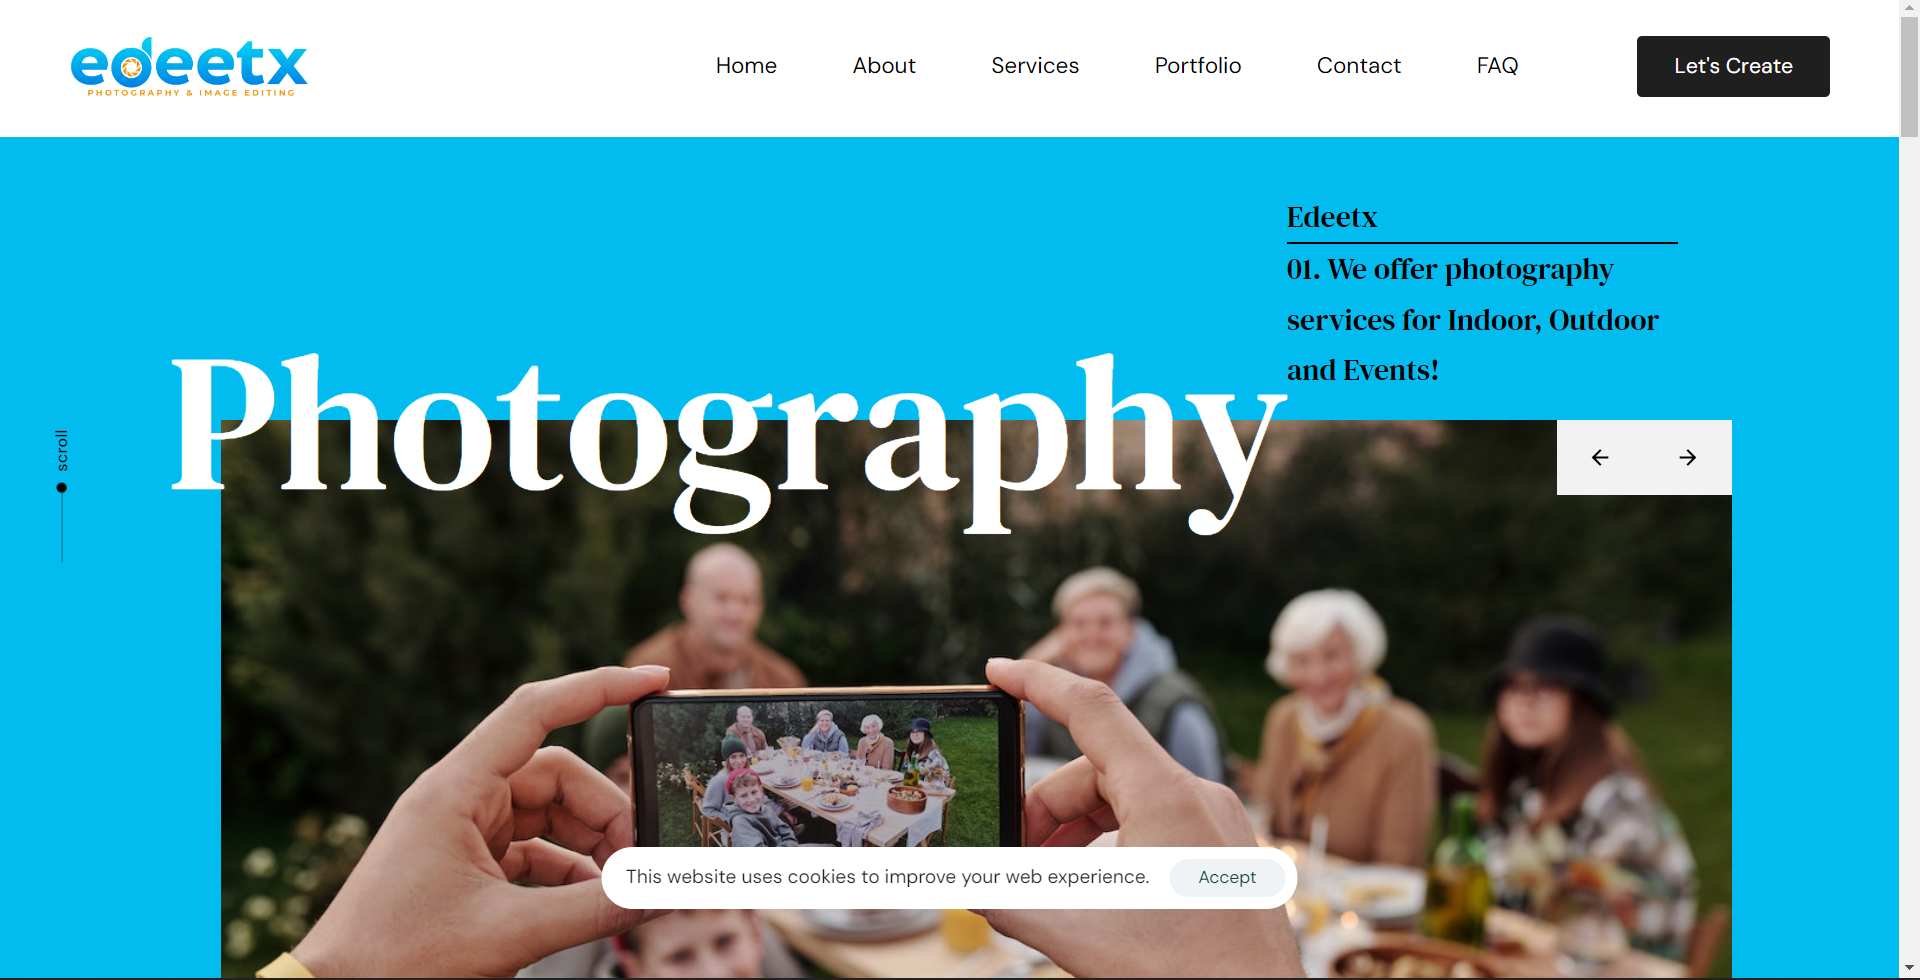 edeetx
PHOTOGRAPHY & IMAGE EDITING
Home
About
Services
Portfolio
Contact
FAQ
Let's Create
Edeetx
01. We offer photography
services for Indoor, Outdoor
and Events!
Photography
scroll
This website uses cookies to improve your web experience.
Accept